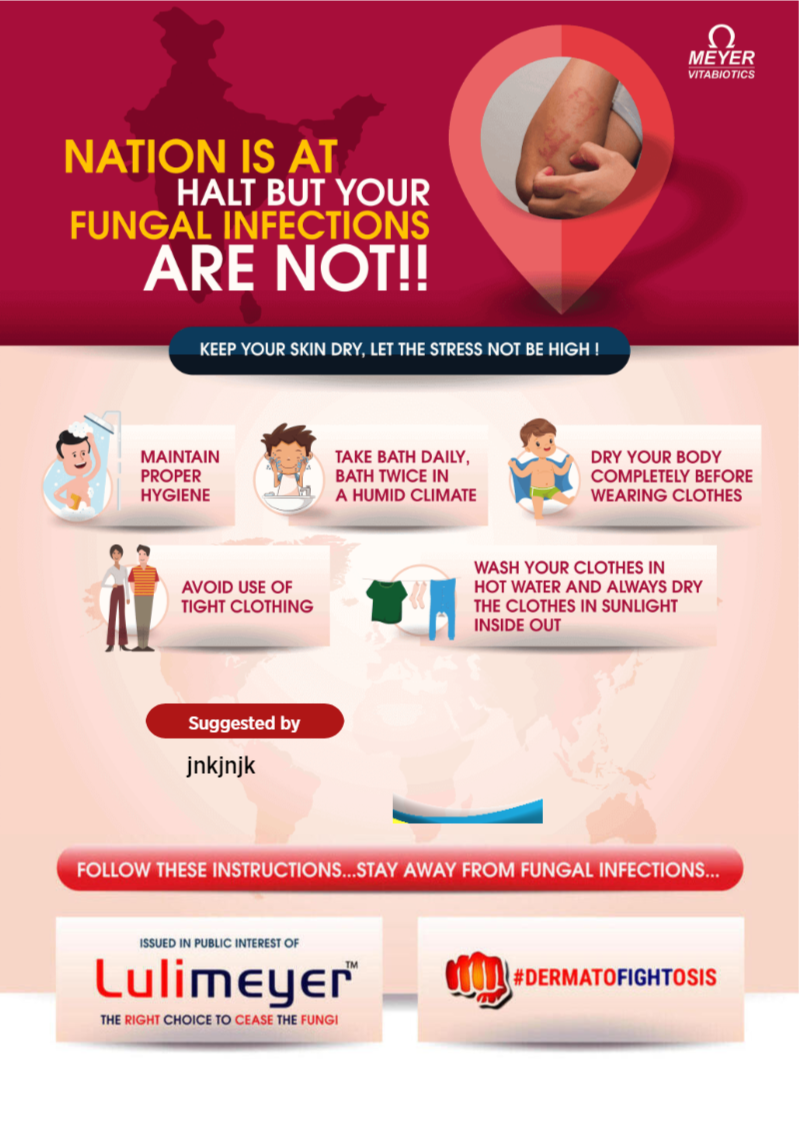 MEYER
VITABIOTICS
NATION IS AT
HALT BUT YOUR
FUNGAL INFECTIONS
ARE NOT!!
KEEP YOUR SKIN DRY, LET THE STRESS NOT BE HIGH !
MAINTAIN
PROPER
HYGIENE
TAKE BATH DAILY,
BATH TWICE IN
A HUMID CLIMATE
DRY YOUR BODY
COMPLETELY BEFORE
WEARING CLOTHES
AVOID USE OF
TIGHT CLOTHING
WASH YOUR CLOTHES IN
HOT WATER AND ALWAYS DRY
THE CLOTHES IN SUNLIGHT
INSIDE OUT
Suggested by
jnkjnjk
FOLLOW THESE INSTRUCTIONS...STAY AWAY FROM FUNGAL INFECTIONS...
ISSUED IN PUBLIC INTEREST OF
Lulimeyer™
THE RIGHT CHOICE TO CEASE THE FUNGI
#DERMATOFIGHTOSIS